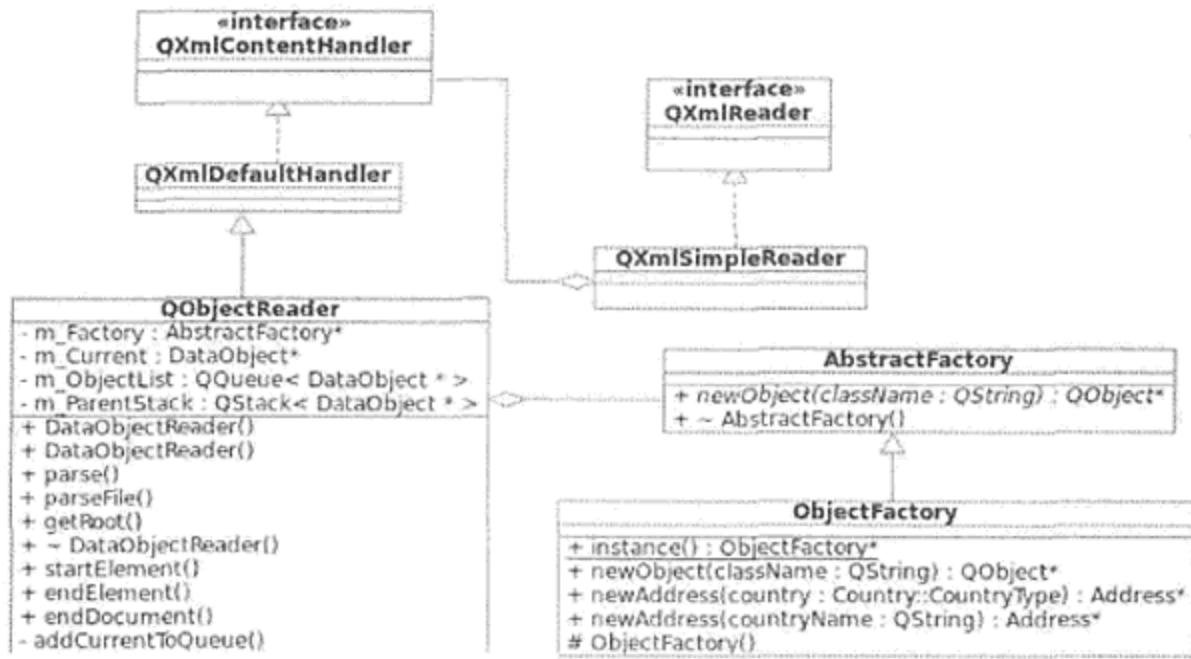 «interface»
QXmlContentHandler
«interface»
QXmlReader
QXmlDefaultHandler
QXmlSimpleReader
QObjectReader
- m_Factory : AbstractFactory*
- m_Current : DataObject*
- m_ObjectList : QQueue< DataObject * >
- m_ParentStack : QStack< DataObject * >
+ DataObjectReader()
+ DataObjectReader()
+ parse()
+ parseFile()
+ getRoot()
+ ~ DataObjectReader()
+ startElement()
+ endElement()
+ endDocument()
- addCurrentToQueue()
AbstractFactory
+ newObject(className : QString) : QObject*
+ ~ AbstractFactory()
ObjectFactory
+ instance() : ObjectFactory*
+ newObject(className : QString) : QObject*
+ newAddress(country : Country::CountryType) : Address*
+ newAddress(countryName : QString) : Address*
# ObjectFactory()